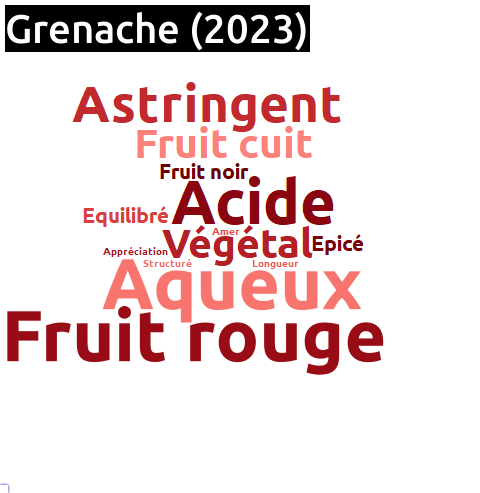 Grenache (2023)
Astringent
Fruit cuit
Fruit noir
Acide
Equilibré
Amer
Végétal
Epicé
Appréciation
Structuré
Longueur
Aqueux
Fruit rouge